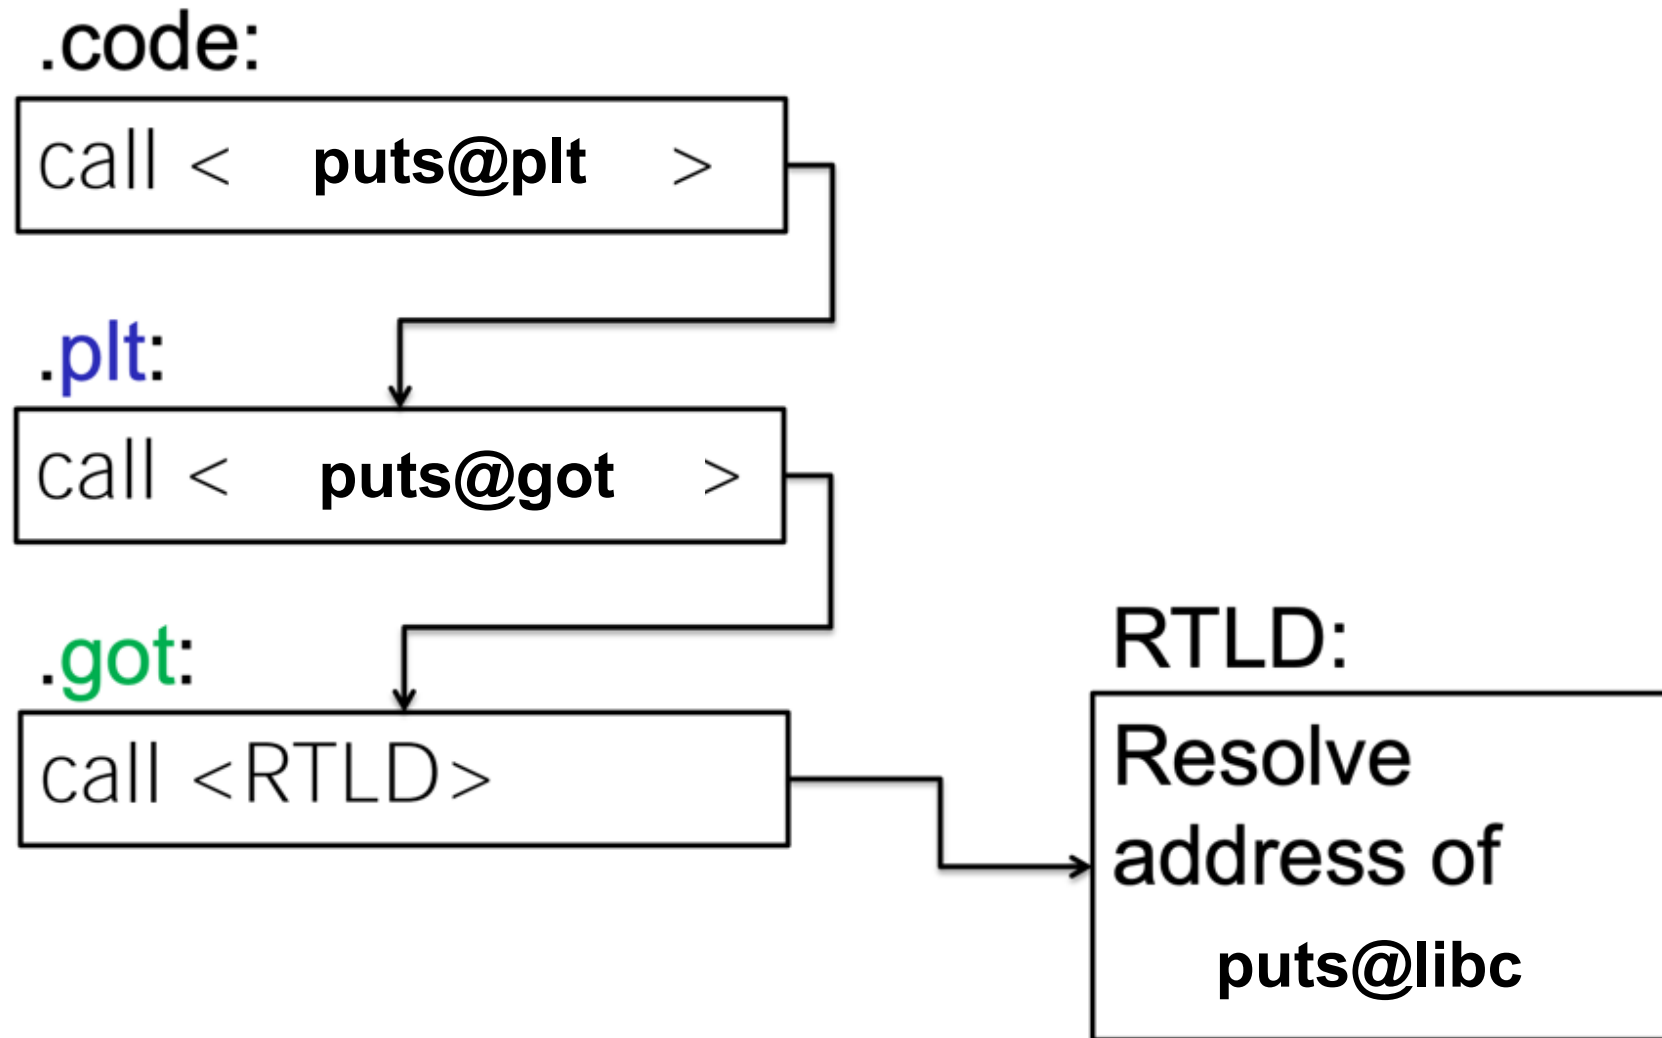 .code:
call < puts@plt >
.plt:
call < puts@got >
.got:
call <RTLD>
RTLD:
Resolve
address of
puts@libc